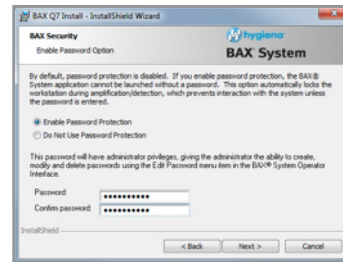 BAX Q7 Install - InstallShield Wizard
BAX Security
Enable Password Option
hygiena
BAX System
By default, password protection is disabled. If you enable password protection, the BAX®
System application cannot be launched without a password. This option automatically locks the
workstation during amplification/detection, which prevents interaction with the system unless
the password is entered.
Enable Password Protection
Do Not Use Password Protection
This password will have administrator privileges, giving the administrator the ability to create,
modify and delete passwords using the Edit Password menu item in the BAX® System Operator
Interface.
Password:
Confirm password:
InstallShield
< Back
Next >
Cancel